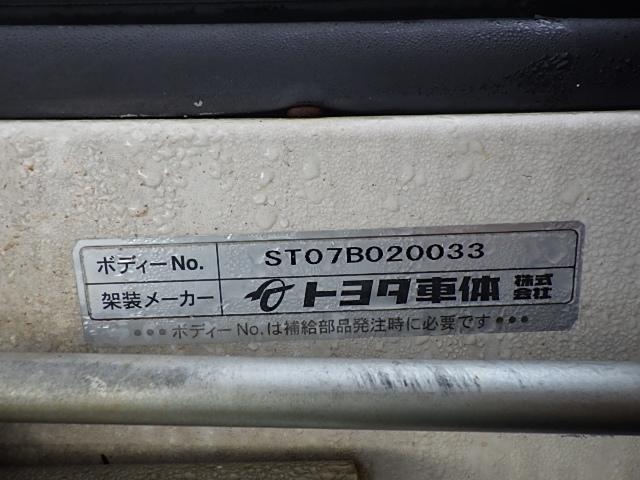 ボディーNo. ST07B020033
架装メーカー トヨタ車体 株式会社
●●●ボディーNo.は補給部品発注時に必要です●●●